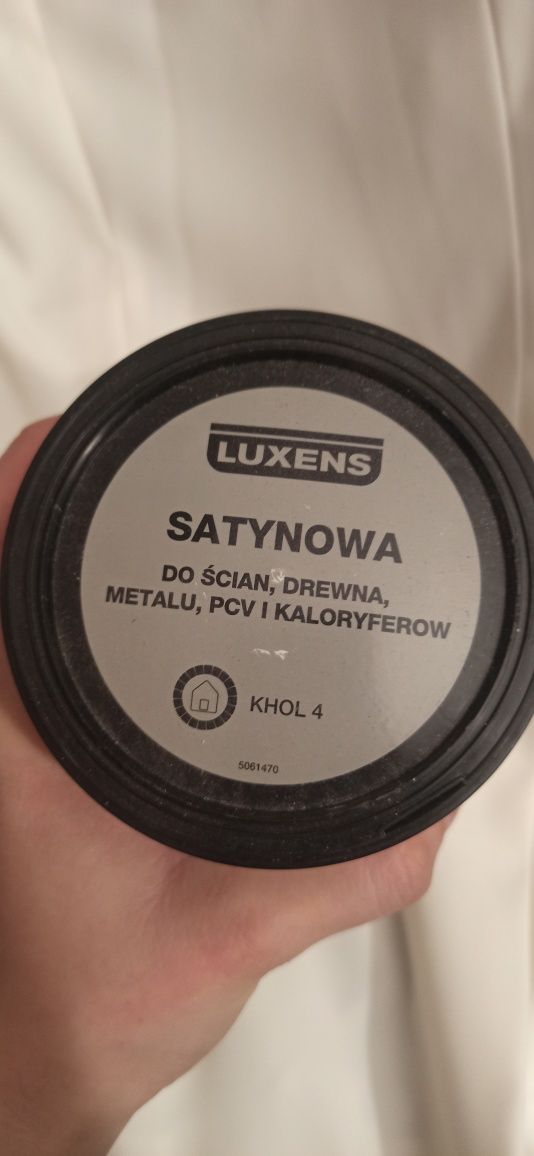 LUXENS
SATYNOWA
DO ŚCIAN, DREWNA,
METALU, PCV I KALORYFEROW
KHOL 4
5061470